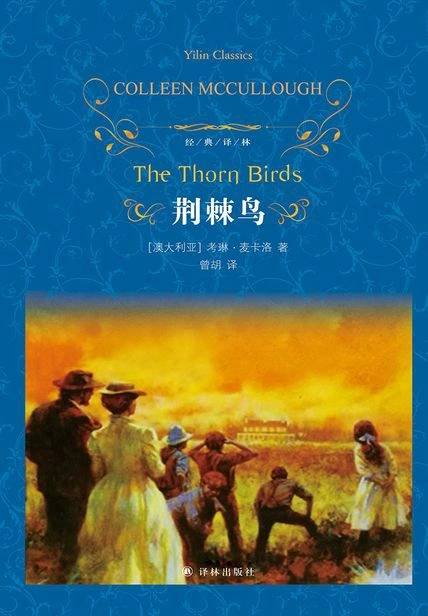 Yilin Classics
COLLEEN MCCULLOUGH
经/典/译/林
The Thorn Birds
荆棘鸟
[澳大利亚] 考琳·麦卡洛 著
曾胡 译
译林出版社